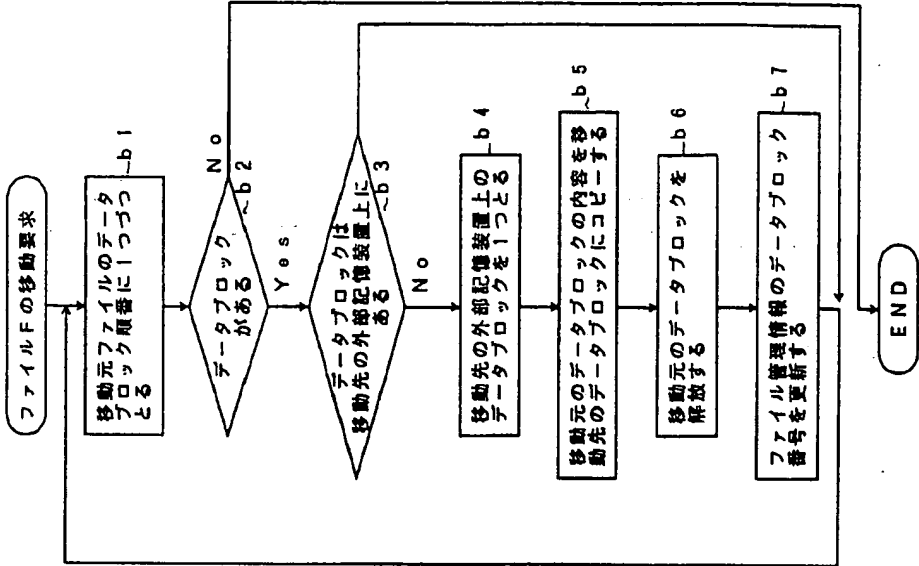 ファイルFの移動要求
移動元ファイルのデータ
ブロック順番に1つづつ
とる
b1
データブロック
がある
b2
No
Yes
データブロックは
移動先の外部記憶装置上に
ある
b3
No
移動先の外部記憶装置上の
データブロックを1つとる
b4
移動元のデータブロックの内容を移
動先のデータブロックにコピーする
b5
移動元のデータブロックを
解放する
b6
ファイル管理情報のデータブロック
番号を更新する
b7
END